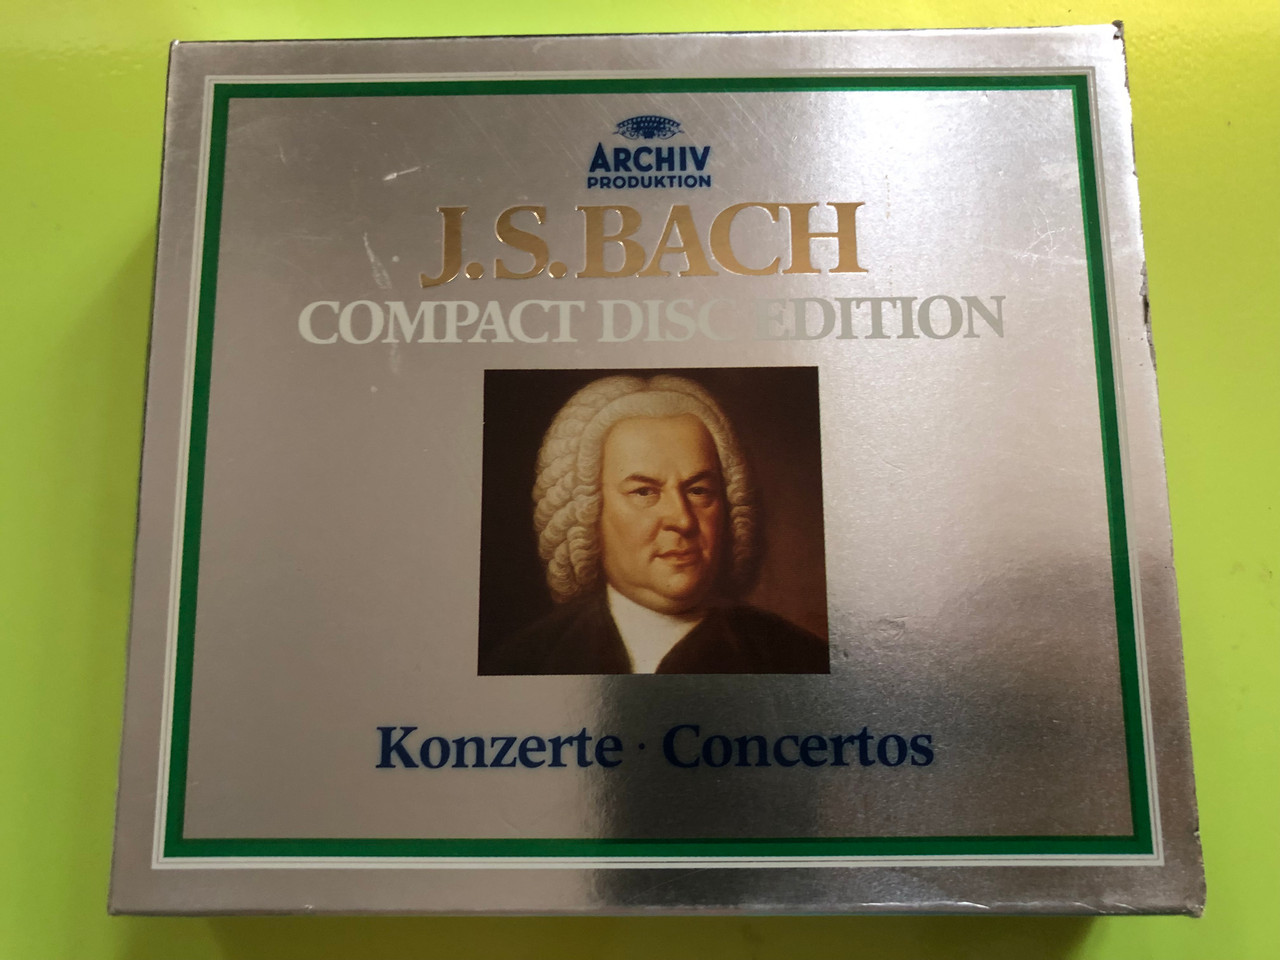 ARCHIV
PRODUKTION
J.S.BACH
COMPACT DISC EDITION
Konzerte · Concertos